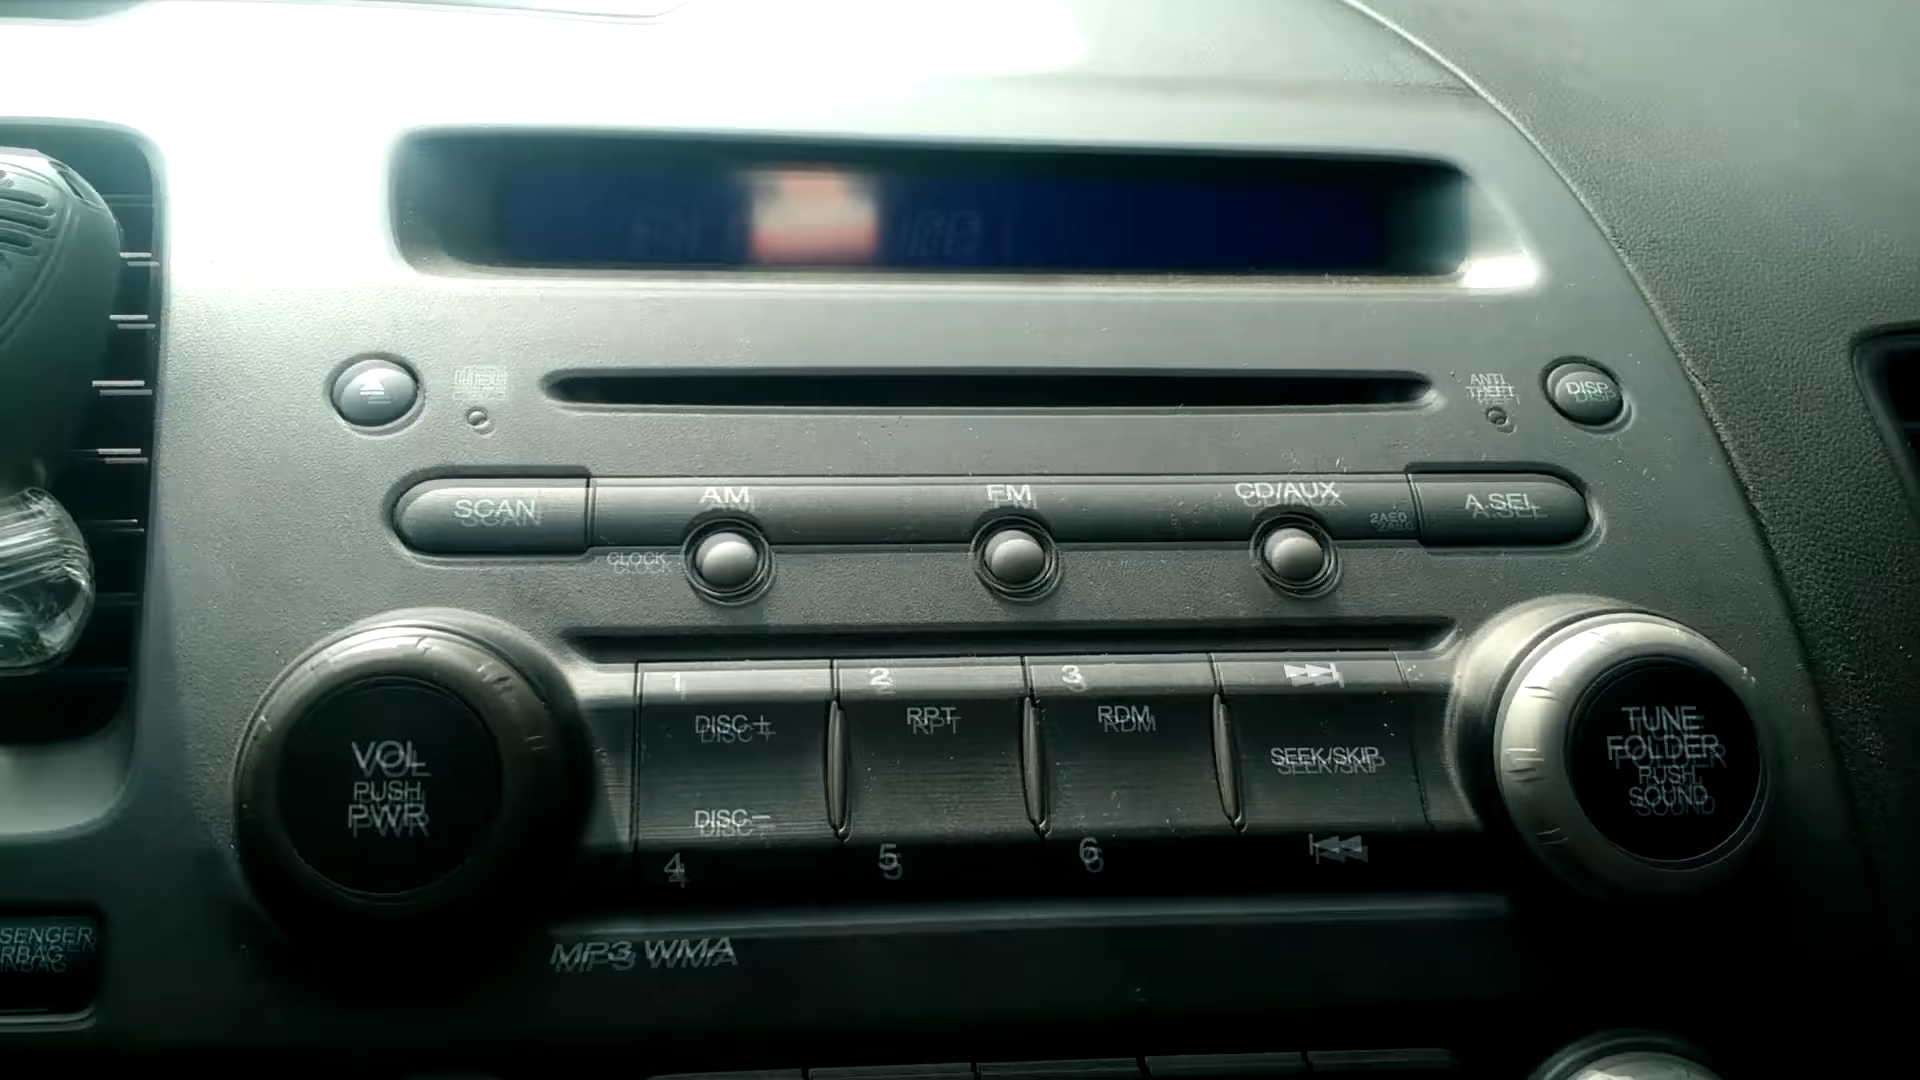 ANTI
THEFT
DISP
SCAN
AM
FM
CD/AUX
A.SEL
CLOCK
1
2
3
DISC+
RPT
RDM
SEEK/SKIP
DISC-
4
5
6
VOL
PUSH
PWR
TUNE
FOLDER
PUSH
SOUND
MP3 WMA
SENGER
RBAG